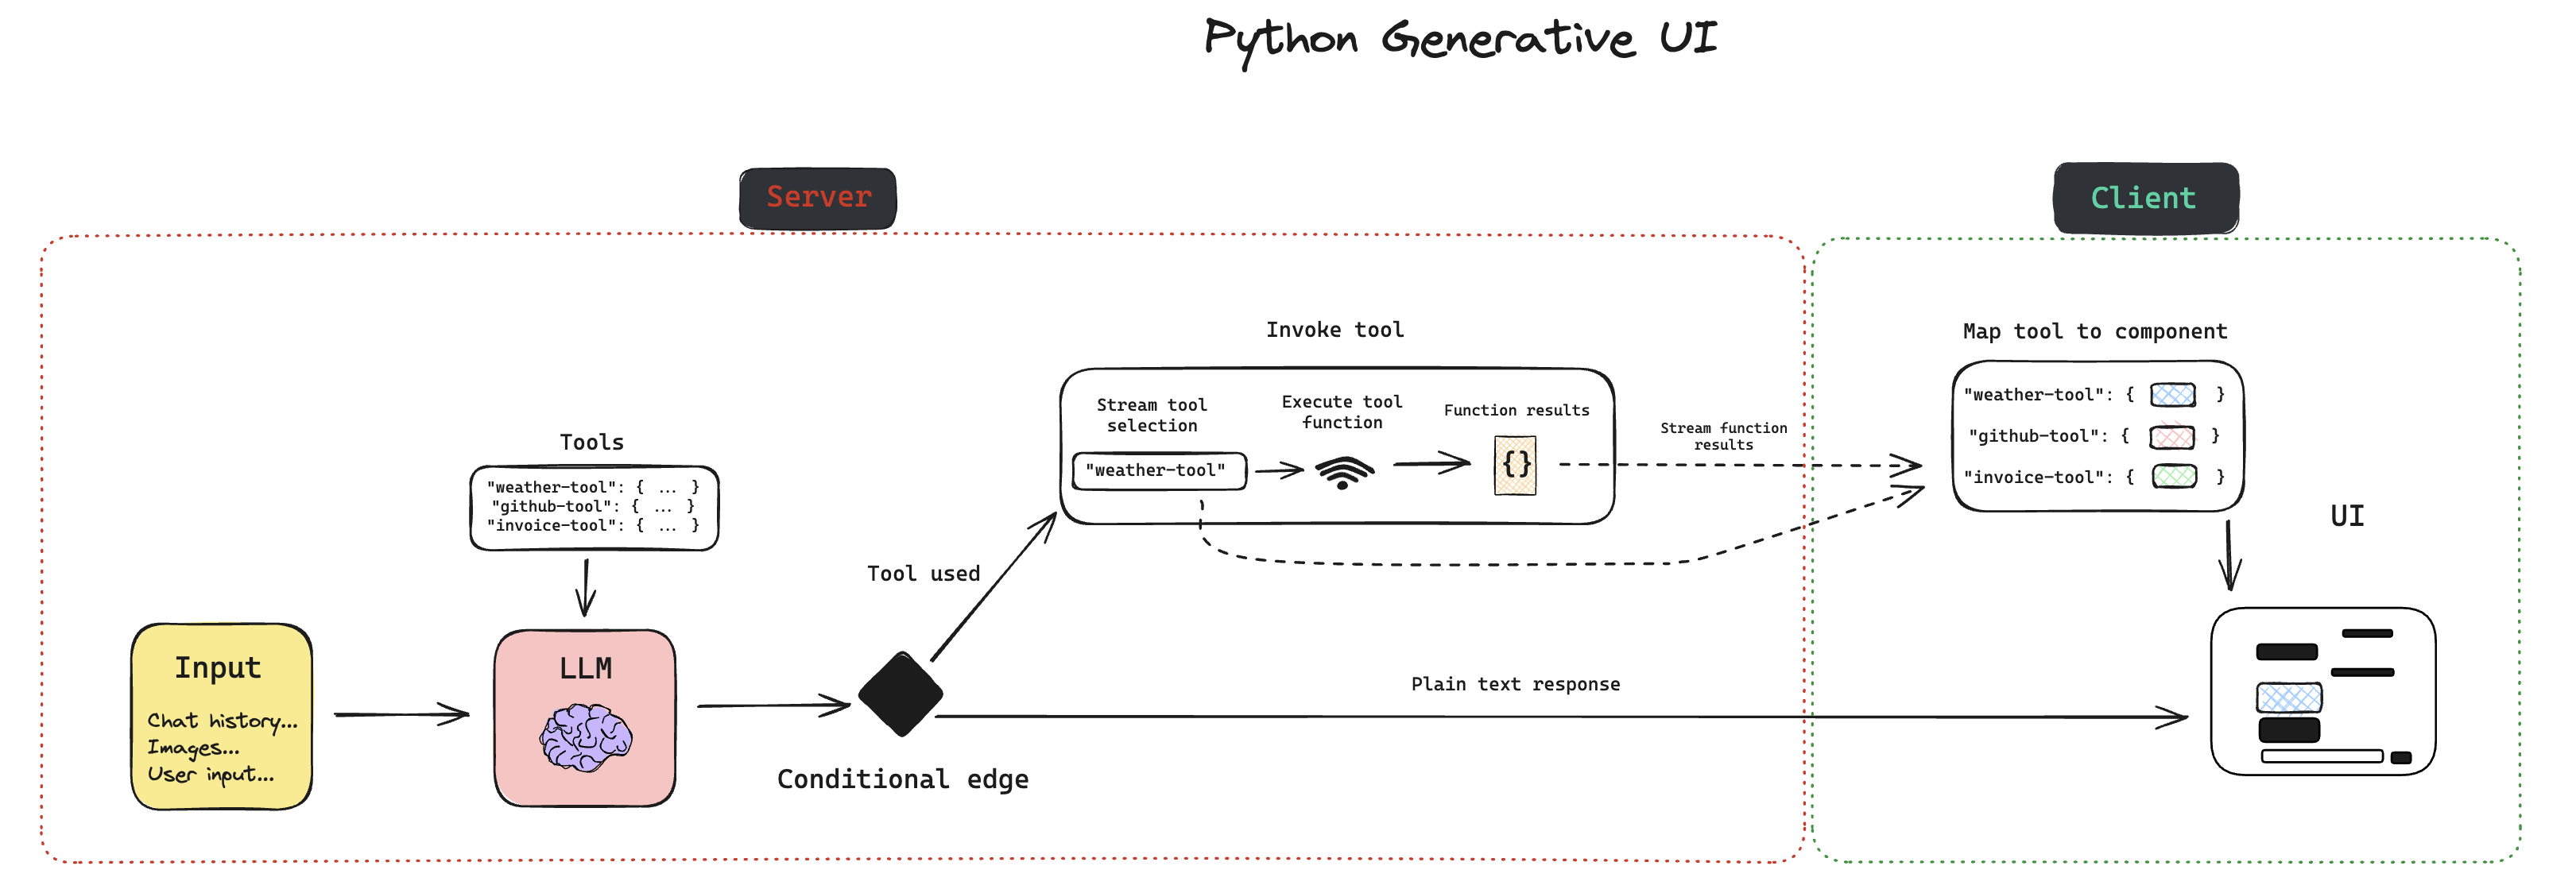 Python Generative UI
Server
Client
Invoke tool
Map tool to component
Stream tool
selection
Execute tool
function
Function results
"weather-tool"
{}
Stream function
results
"weather-tool": { }
"github-tool": { }
"invoice-tool": { }
Tools
"weather-tool": { ... }
"github-tool": { ... }
"invoice-tool": { ... }
UI
Tool used
Input
Chat history...
Images...
User input...
LLM
Plain text response
Conditional edge